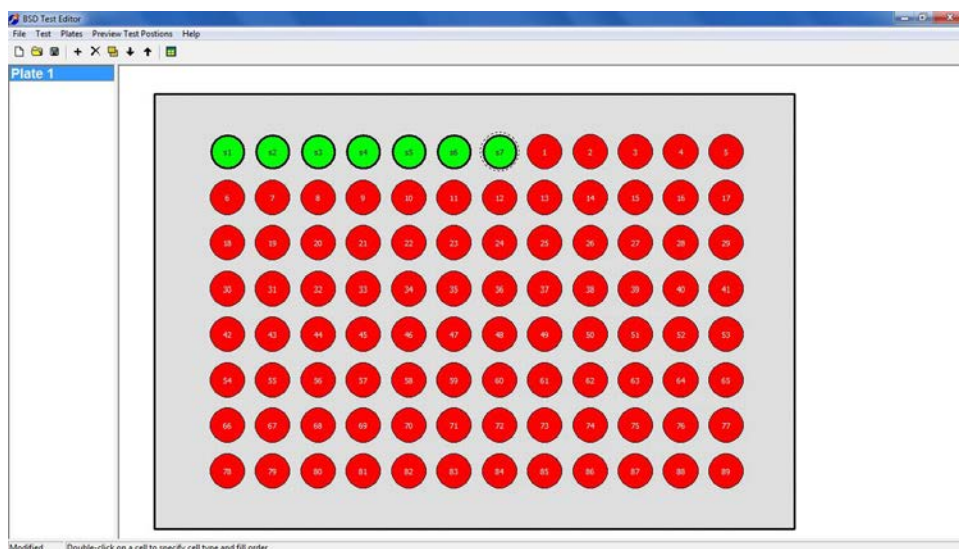 BSD Test Editor
File Test Plates Preview Test Postions Help
Plate 1
s1 s2 s3 s4 s5 s6 s7 1 2 3 4 5
6 7 8 9 10 11 12 13 14 15 16 17
18 19 20 21 22 23 24 25 26 27 28 29
30 31 32 33 34 35 36 37 38 39 40 41
42 43 44 45 46 47 48 49 50 51 52 53
54 55 56 57 58 59 60 61 62 63 64 65
66 67 68 69 70 71 72 73 74 75 76 77
78 79 80 81 82 83 84 85 86 87 88 89
Modified Double-click on a cell to specify cell type and fill order